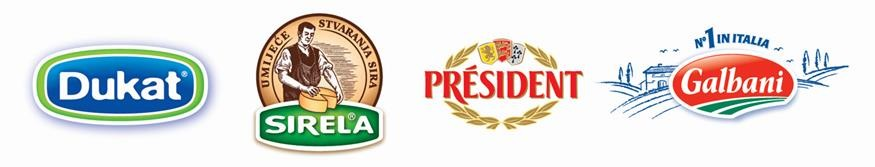 Dukat®
UMIJEĆE STVARANJA SIRA
SIRELA®
PRÉSIDENT
Nº1 IN ITALIA
Galbani